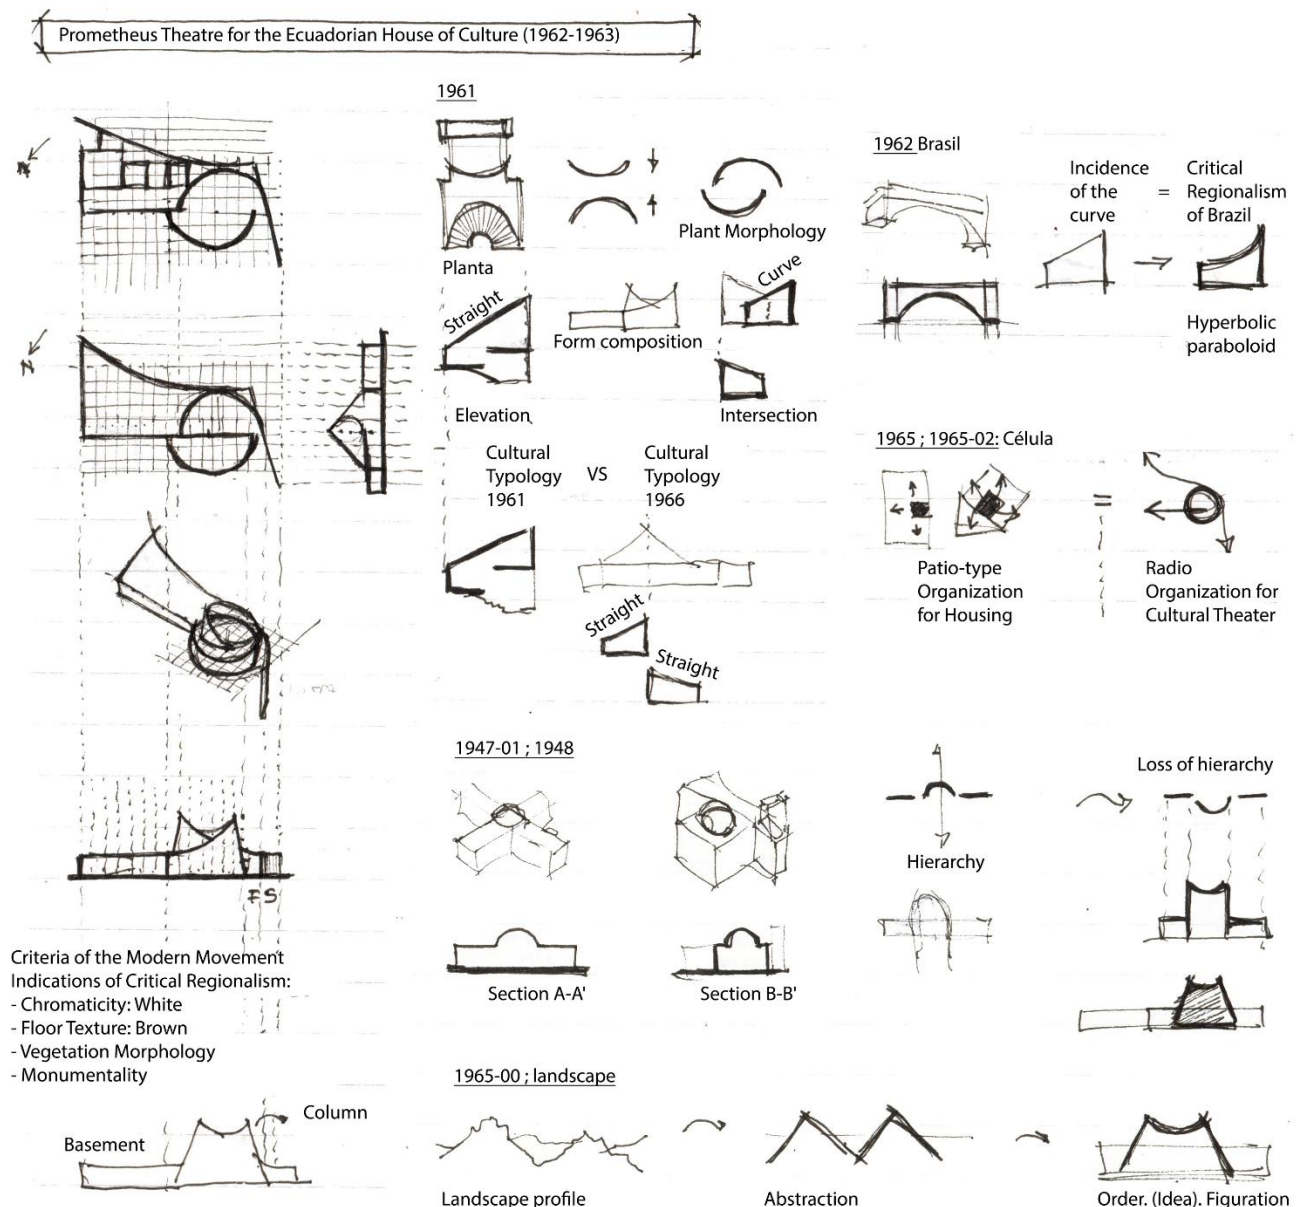 Prometheus Theatre for the Ecuadorian House of Culture (1962-1963)
1961
Planta
Plant Morphology
Straight
Elevation
Form composition
Curve
Intersection
Cultural
Typology
1961
VS
Cultural
Typology
1966
Straight
Straight
1962 Brasil
Incidence
of the
curve
=
Critical
Regionalism
of Brazil
Hyperbolic
paraboloid
1965 ; 1965-02: Célula
Patio-type
Organization
for Housing
=
Radio
Organization for
Cultural Theater
1947-01 ; 1948
Section A-A'
Section B-B'
Hierarchy
Loss of hierarchy
Criteria of the Modern Movement
Indications of Critical Regionalism:
- Chromaticity: White
- Floor Texture: Brown
- Vegetation Morphology
- Monumentality
Basement
Column
1965-00 ; landscape
Landscape profile
Abstraction
Order. (Idea). Figuration